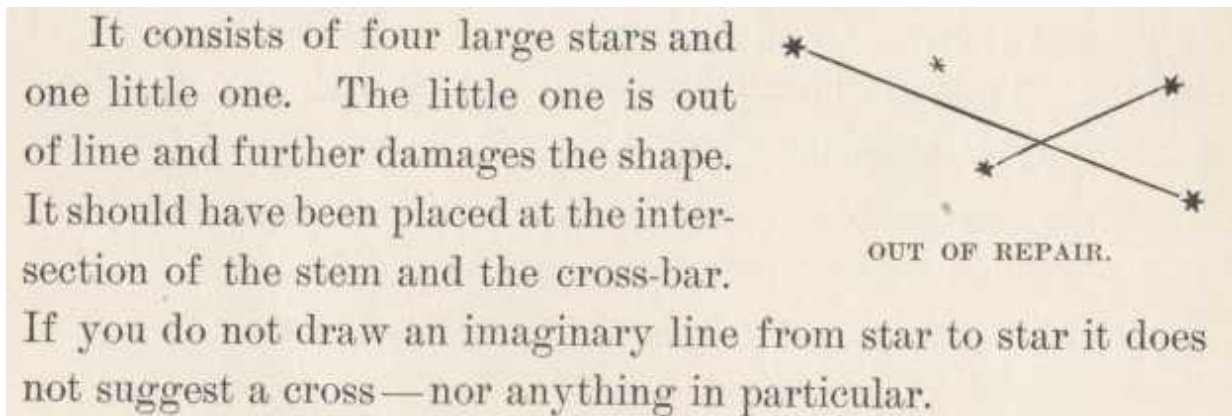 It consists of four large stars and
one little one. The little one is out
of line and further damages the shape.
It should have been placed at the inter-
section of the stem and the cross-bar.
OUT OF REPAIR.
If you do not draw an imaginary line from star to star it does
not suggest a cross—nor anything in particular.